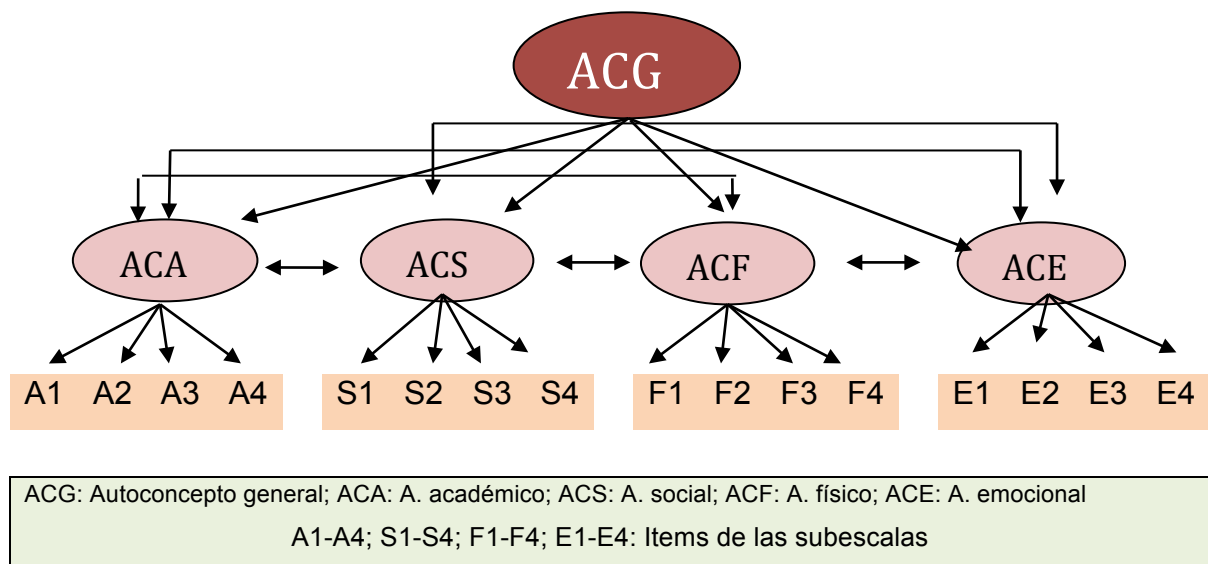 ACG
ACA ACS ACF ACE
A1 A2 A3 A4 S1 S2 S3 S4 F1 F2 F3 F4 E1 E2 E3 E4
ACG: Autoconcepto general; ACA: A. académico; ACS: A. social; ACF: A. físico; ACE: A. emocional
A1-A4; S1-S4; F1-F4; E1-E4: Items de las subescalas